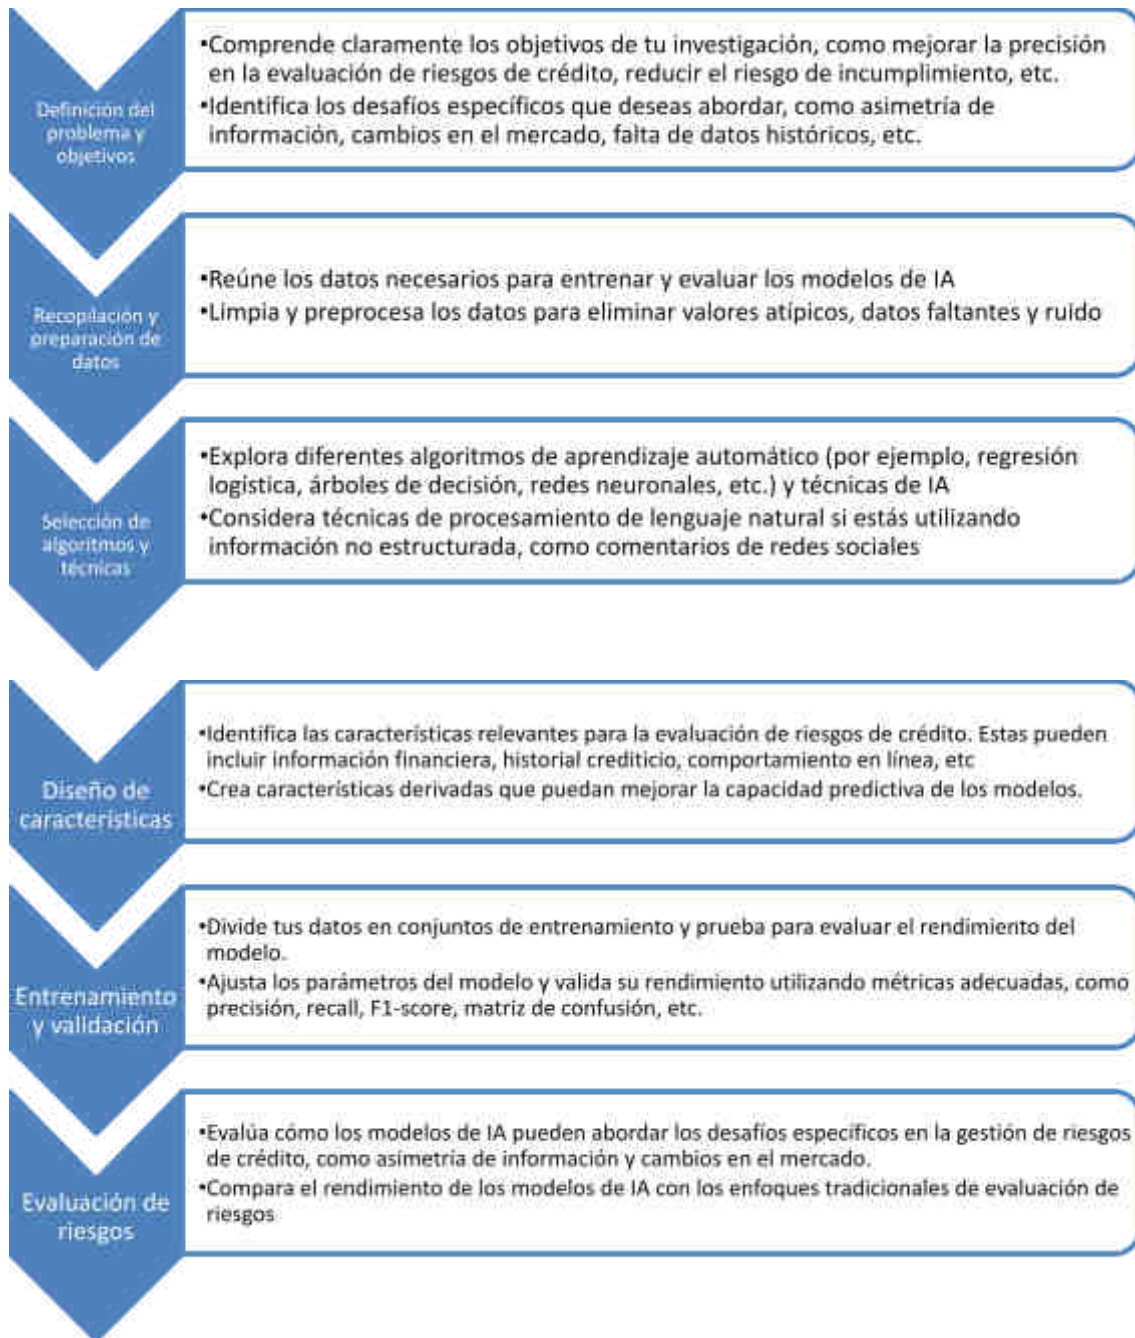 Definición del
problema y
objetivos
•Comprende claramente los objetivos de tu investigación, como mejorar la precisión
en la evaluación de riesgos de crédito, reducir el riesgo de incumplimiento, etc.
•Identifica los desafíos específicos que deseas abordar, como asimetría de
información, cambios en el mercado, falta de datos históricos, etc.
Recopilación y
preparación de
datos
•Reúne los datos necesarios para entrenar y evaluar los modelos de IA
•Limpia y preprocesa los datos para eliminar valores atípicos, datos faltantes y ruido
Selección de
algoritmos y
técnicas
•Explora diferentes algoritmos de aprendizaje automático (por ejemplo, regresión
logística, árboles de decisión, redes neuronales, etc.) y técnicas de IA
•Considera técnicas de procesamiento de lenguaje natural si estás utilizando
información no estructurada, como comentarios de redes sociales
Diseño de
características
•Identifica las características relevantes para la evaluación de riesgos de crédito. Estas pueden
incluir información financiera, historial crediticio, comportamiento en línea, etc
•Crea características derivadas que puedan mejorar la capacidad predictiva de los modelos.
Entrenamiento
y validación
•Divide tus datos en conjuntos de entrenamiento y prueba para evaluar el rendimiento del
modelo.
•Ajusta los parámetros del modelo y valida su rendimiento utilizando métricas adecuadas, como
precisión, recall, F1-score, matriz de confusión, etc.
Evaluación de
riesgos
•Evalúa cómo los modelos de IA pueden abordar los desafíos específicos en la gestión de riesgos
de crédito, como asimetría de información y cambios en el mercado.
•Compara el rendimiento de los modelos de IA con los enfoques tradicionales de evaluación de
riesgos